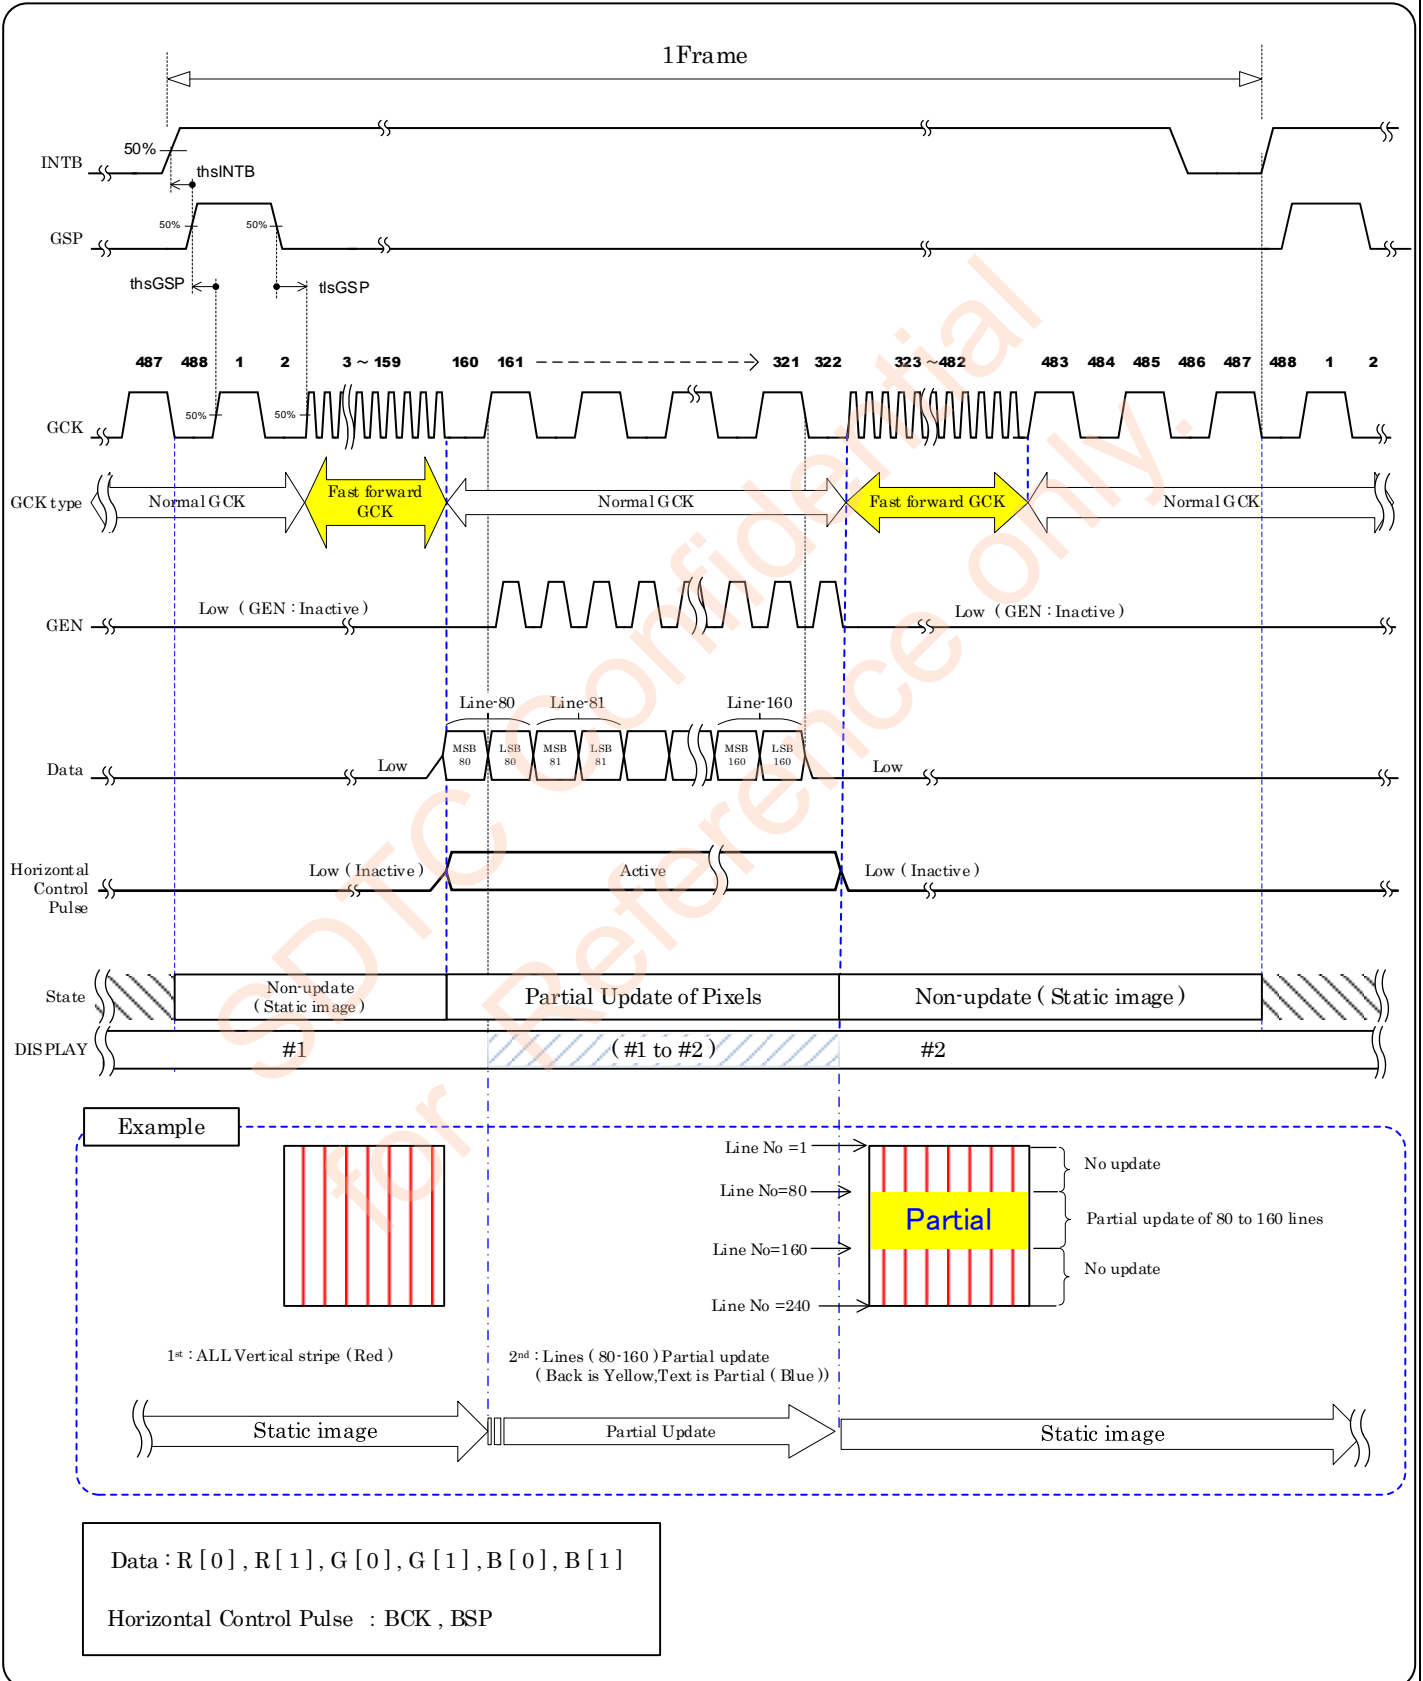 1Frame
50%
INTB
thsINTB
50%
50%
GSP
thsGSP
tlsGSP
487 488 1 2 3 ~ 159 160 161 321 322 323 ~ 482 483 484 485 486 487 488 1 2
50%
50%
GCK
GCK type
Normal GCK
Fast forward
GCK
Normal GCK
Fast forward GCK
Normal GCK
Low ( GEN : Inactive )
Low ( GEN : Inactive )
GEN
Line-80
Line-81
Line-160
MSB
80
LSB
80
MSB
81
LSB
81
MSB
160
LSB
160
Data
Low
Low
Horizontal
Control
Pulse
Low ( Inactive )
Active
Low ( Inactive )
State
Non-update
( Static image )
Partial Update of Pixels
Non-update ( Static image )
DISPLAY
#1
( #1 to #2 )
#2
Example
Line No =1
Line No=80
Line No=160
Line No =240
Partial
No update
Partial update of 80 to 160 lines
No update
1st : ALL Vertical stripe ( Red )
2nd : Lines ( 80-160 ) Partial update
( Back is Yellow,Text is Partial ( Blue ))
Static image
Partial Update
Static image
Data : R [ 0 ] , R [ 1 ] , G [ 0 ] , G [ 1 ] , B [ 0 ] , B [ 1 ]
Horizontal Control Pulse : BCK , BSP
SDTC Confidential
for Reference only.